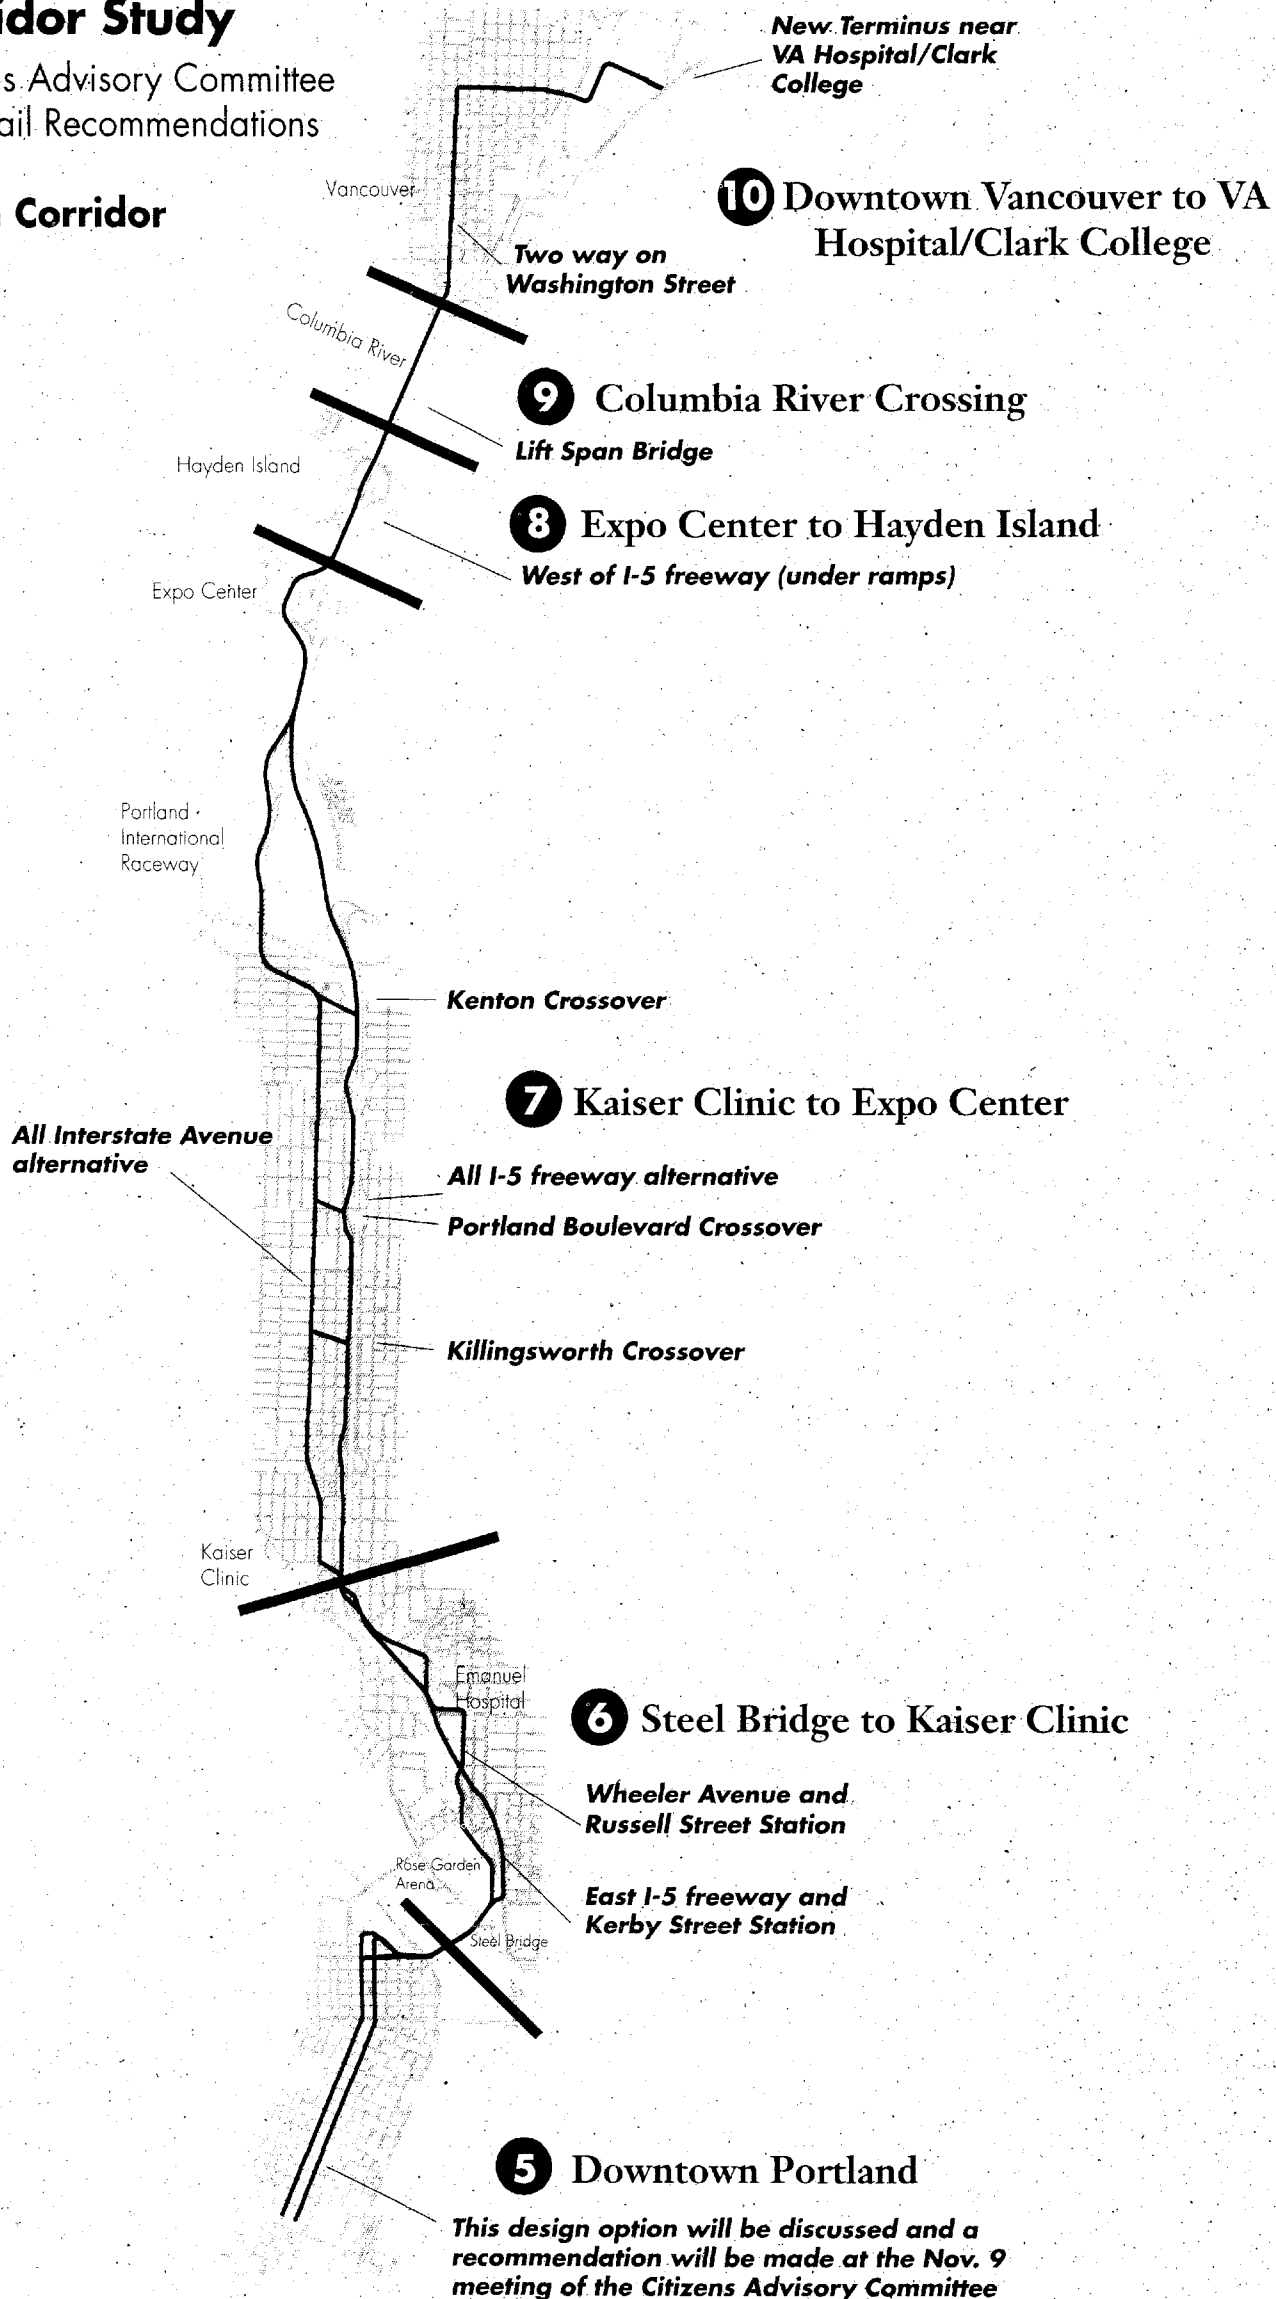 idor Study
s Advisory Committee
ail Recommendations
Corridor
New Terminus near
VA Hospital/Clark
College
Vancouver
10 Downtown Vancouver to VA
Hospital/Clark College
Two way on
Washington Street
Columbia River
9 Columbia River Crossing
Lift Span Bridge
Hayden Island
8 Expo Center to Hayden Island
West of I-5 freeway (under ramps)
Expo Center
Portland
International
Raceway
Kenton Crossover
7 Kaiser Clinic to Expo Center
All Interstate Avenue
alternative
All I-5 freeway alternative
Portland Boulevard Crossover
Killingsworth Crossover
Kaiser
Clinic
Emanuel
Hospital
6 Steel Bridge to Kaiser Clinic
Wheeler Avenue and
Russell Street Station
Rose Garden
Arena
East I-5 freeway and
Kerby Street Station
Steel Bridge
5 Downtown Portland
This design option will be discussed and a
recommendation will be made at the Nov. 9
meeting of the Citizens Advisory Committee